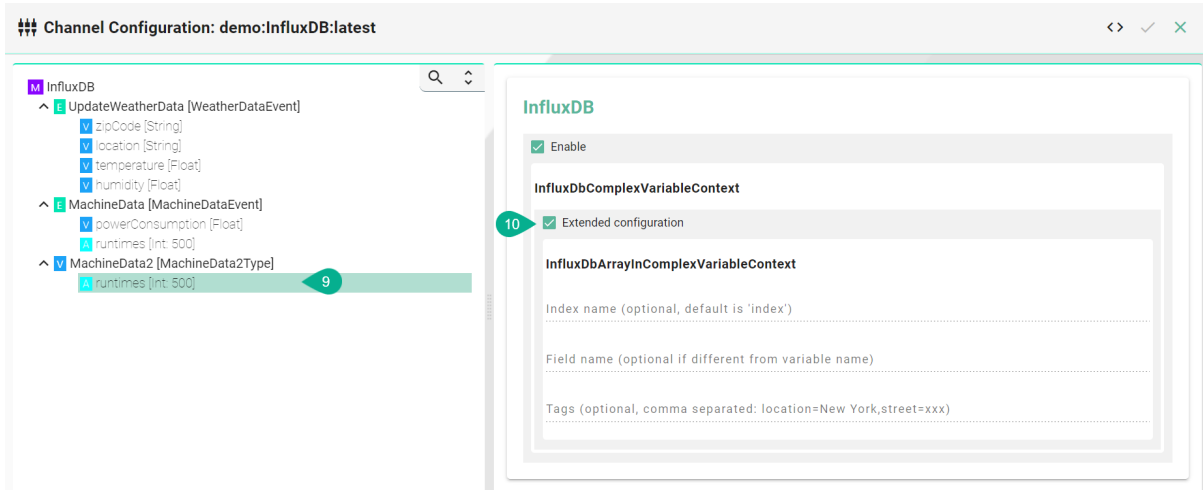 Channel Configuration: demo:InfluxDB:latest
M InfluxDB
E UpdateWeatherData [WeatherDataEvent]
V zipCode [String]
V location [String]
V temperature [Float]
V humidity [Float]
E MachineData [MachineDataEvent]
V powerConsumption [Float]
A runtimes [Int: 500]
V MachineData2 [MachineData2Type]
A runtimes [Int: 500]
9
InfluxDB
Enable
InfluxDbComplexVariableContext
10
Extended configuration
InfluxDbArrayInComplexVariableContext
Index name (optional, default is 'index')
Field name (optional if different from variable name)
Tags (optional, comma separated: location=New York,street=xxx)